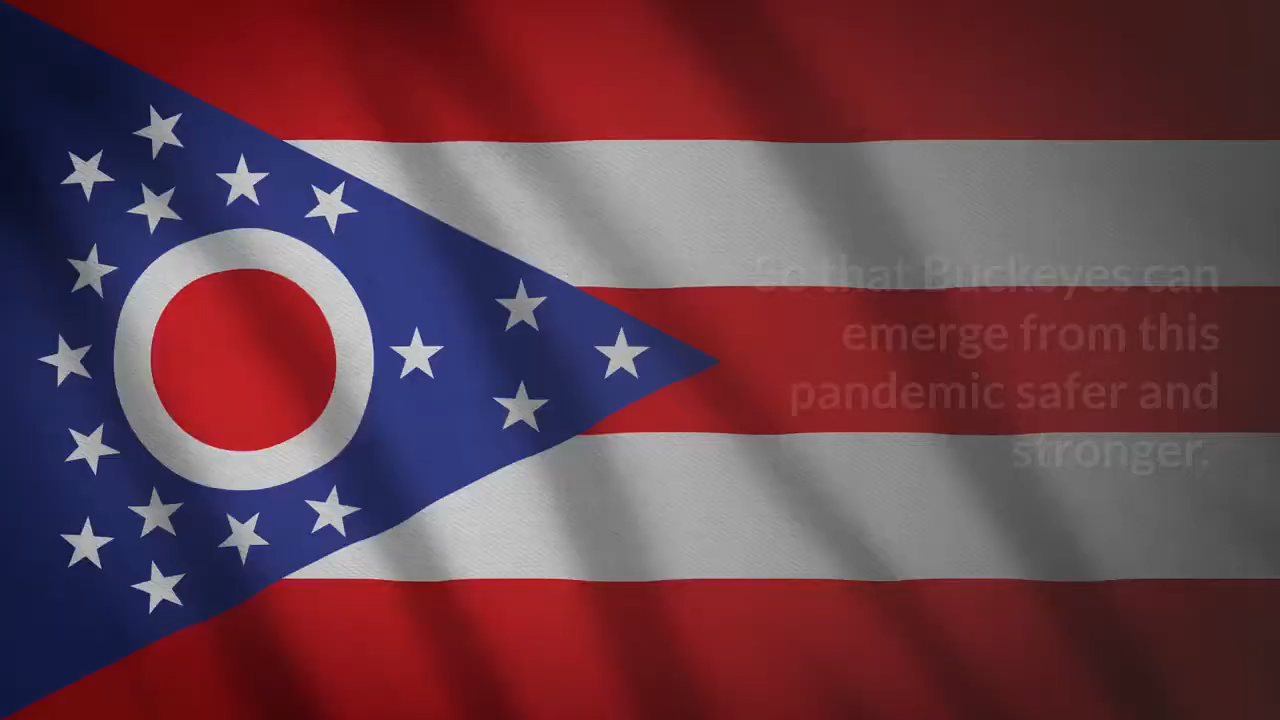 So that Buckeyes can
emerge from this
pandemic safer and
stronger.